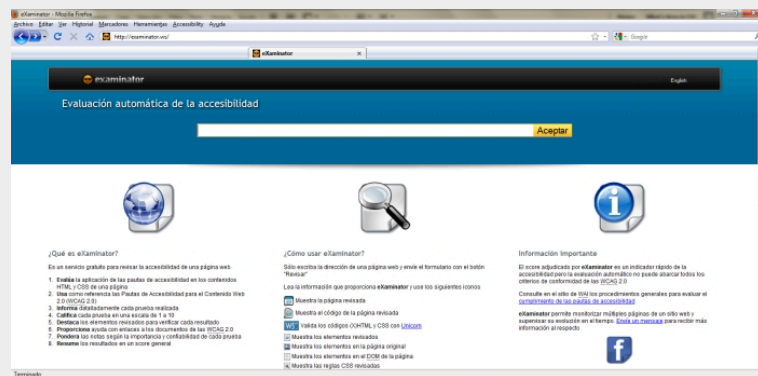 eXaminator - Mozilla Firefox
Archivo Editar Ver Historial Marcadores Herramientas Accessibility Ayuda
http://examinator.ws/
Google
eXaminator
examinator
English
Evaluación automática de la accesibilidad
Aceptar
¿Qué es eXaminator?
Es un servicio gratuito para revisar la accesibilidad de una página web
1. Evalúa la aplicación de las pautas de accesibilidad en los contenidos
HTML y CSS de una página
2. Usa como referencia las Pautas de Accesibilidad para el Contenido Web
2.0 (WCAG 2.0)
3. Informa detalladamente cada prueba realizada
4. Califica cada prueba en una escala de 1 a 10
5. Destaca los elementos revisados para verificar cada resultado
6. Proporciona ayuda con enlaces a los documentos de las WCAG 2.0
7. Pondera las notas según la importancia y confiabilidad de cada prueba
8. Resume los resultados en un score general
¿Cómo usar eXaminator?
Sólo escriba la dirección de una página web y envíe el formulario con el botón
"Revisar"
Lea la información que proporciona eXaminator y use los siguientes iconos
Muestra la página revisada
Muestra el código de la página revisada
Valida los códigos (X)HTML y CSS con Unicorn
Muestra los elementos revisados
Muestra los elementos en la página original
Muestra los elementos en el DOM de la página
Muestra las reglas CSS revisadas
Información importante
El score adjudicado por eXaminator es un indicador rápido de la
accesibilidad pero la evaluación automático no puede abarcar todos los
criterios de conformidad de las WCAG 2.0
Consulte en el sitio de WAI los procedimientos generales para evaluar el
cumplimiento de las pautas de accesibilidad
eXaminator permite monitorizar múltiples páginas de un sitio web y
supervisar su evolución en el tiempo. Envíe un mensaje para recibir más
información al respecto
Terminado